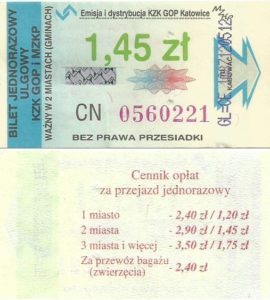 Emisja i dystrybucja KZK GOP Katowice
BILET JEDNORAZOWY
ULGOWY
KZK GOP i MZKP
WAŻNY W 2 MIASTACH (GMINACH)
1,45 zł
KASOWAĆ
CN 0560221
BEZ PRAWA PRZESIADKI
Cennik opłat
za przejazd jednorazowy
1 miasto - 2,40 zł / 1,20 zł
2 miasta - 2,90 zł / 1,45 zł
3 miasta i więcej - 3,50 zł / 1,75 zł
Za przewóz bagażu
(zwierzęcia) - 2,40 zł